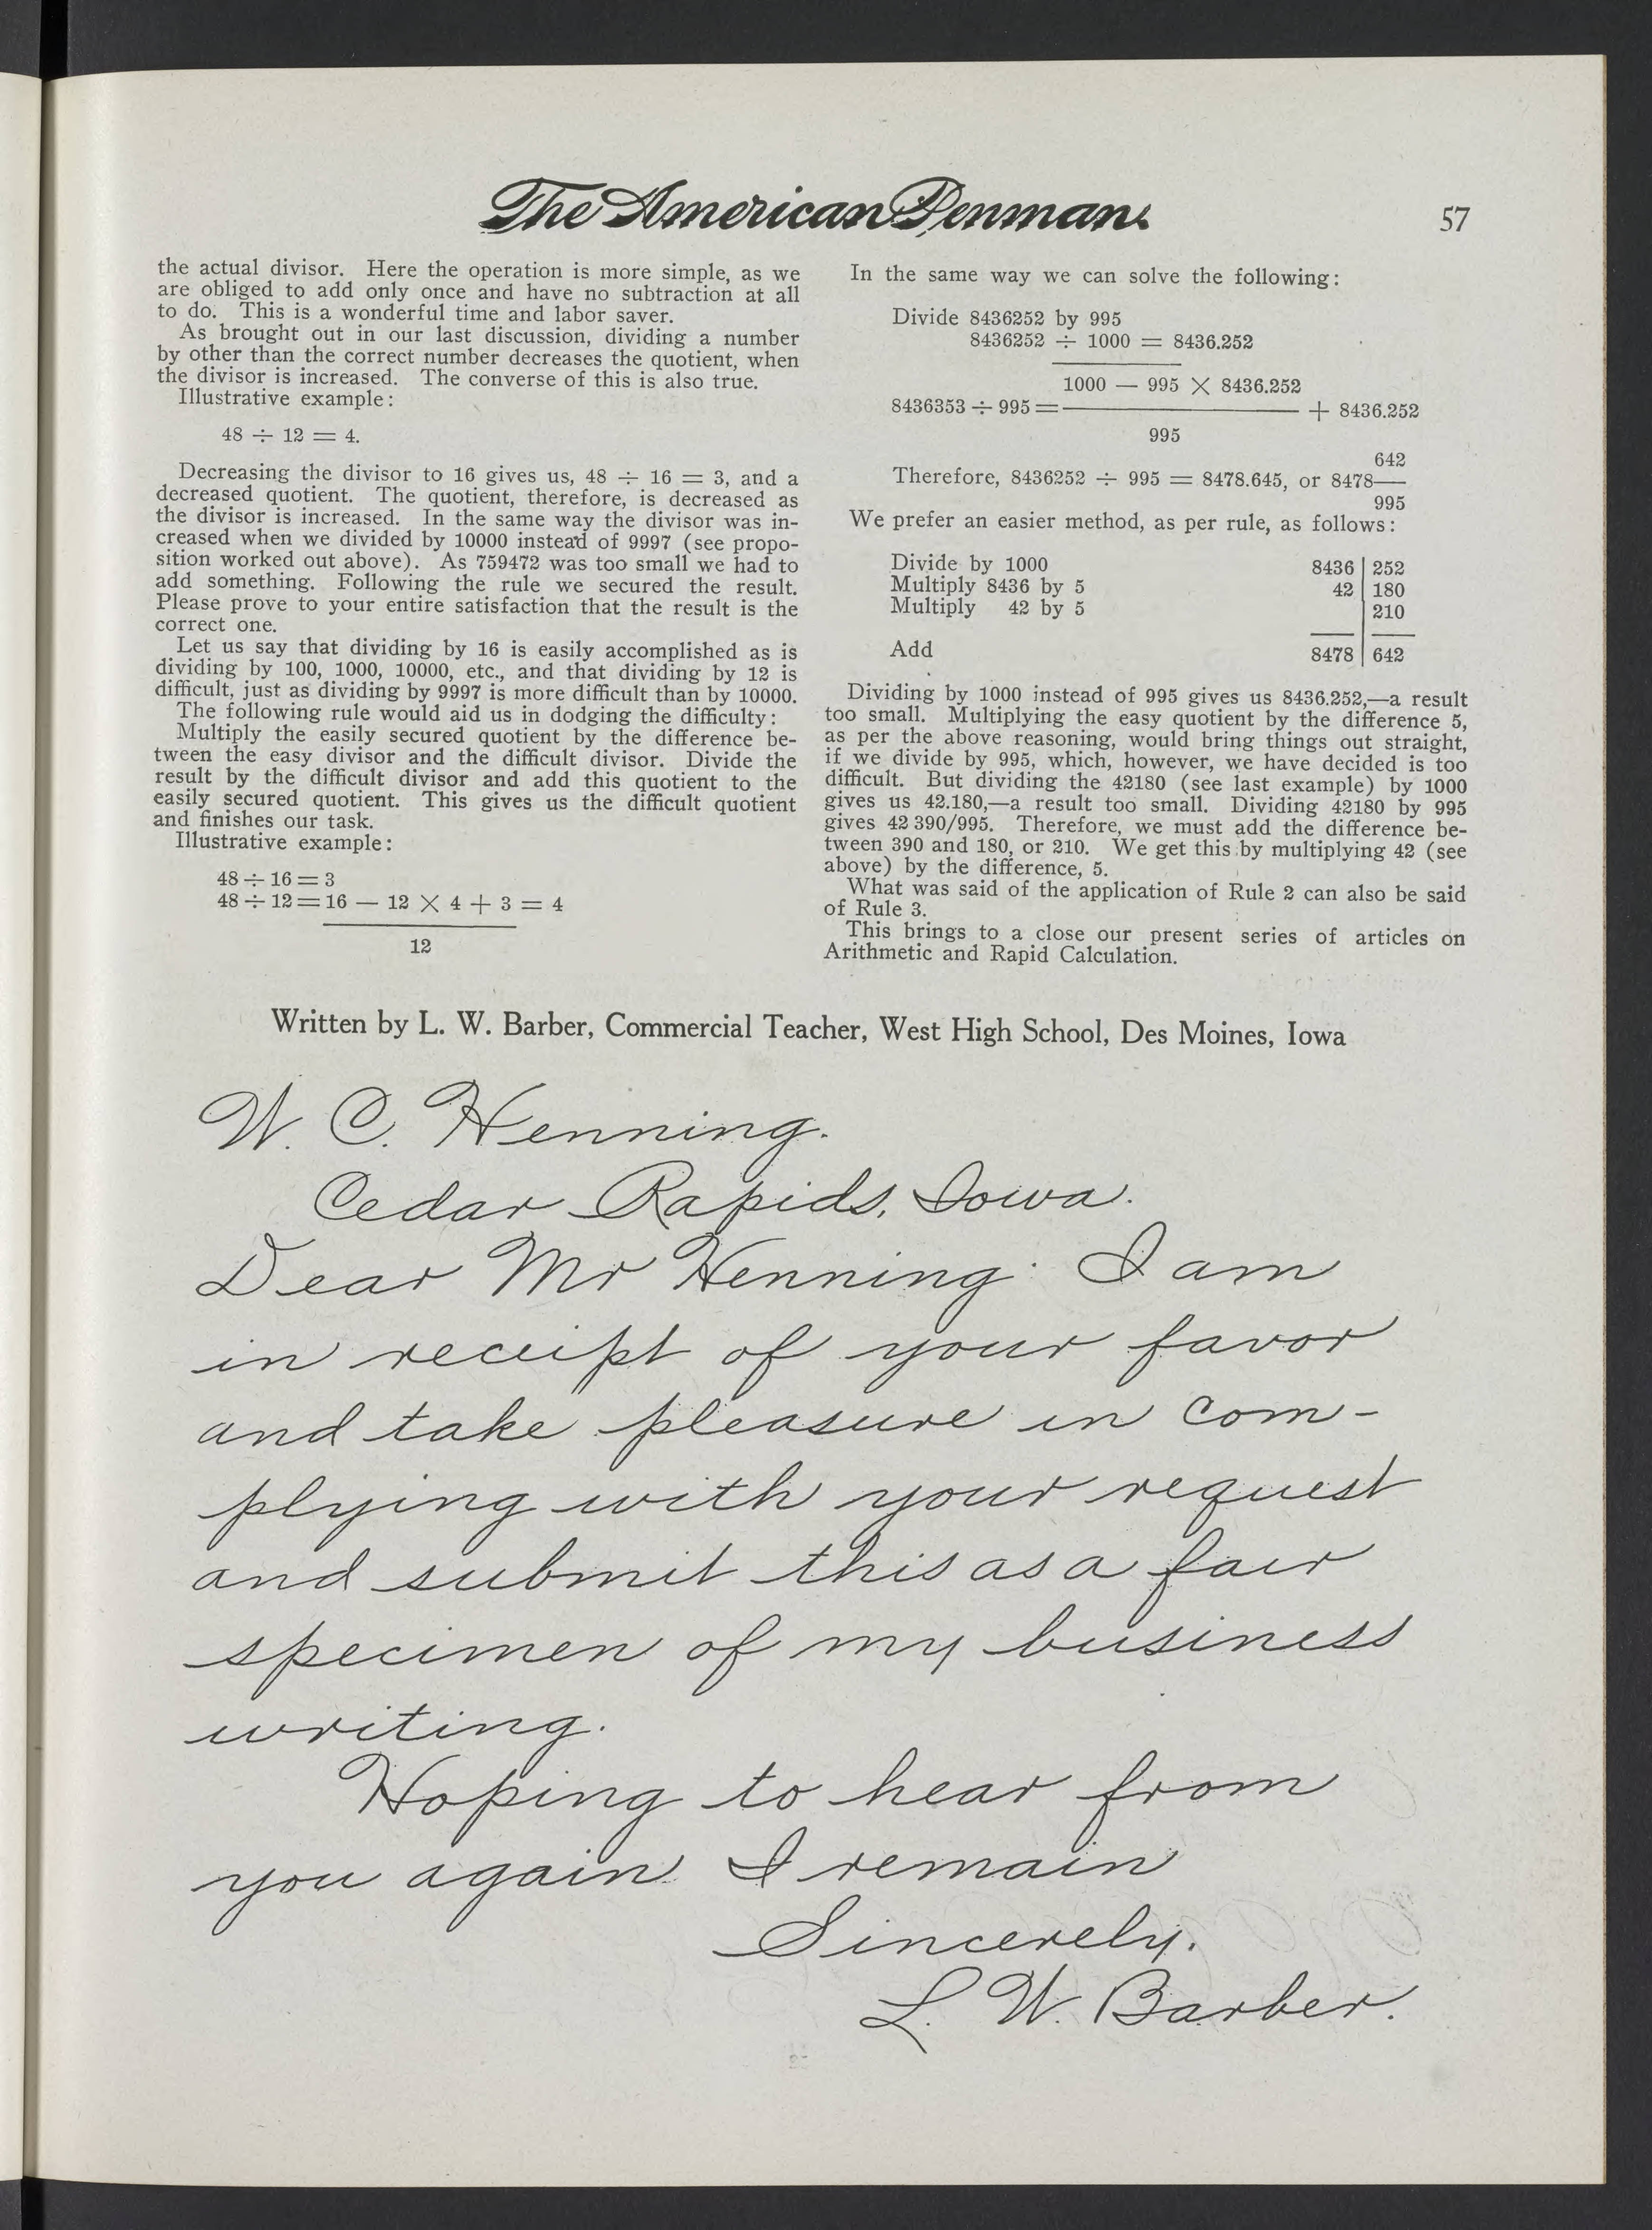 The American Penman
57
the actual divisor. Here the operation is more simple, as we
are obliged to add only once and have no subtraction at all
to do. This is a wonderful time and labor saver.
As brought out in our last discussion, dividing a number
by other than the correct number decreases the quotient, when
the divisor is increased. The converse of this is also true.
Illustrative example:
48 ÷ 12 = 4.
Decreasing the divisor to 16 gives us, 48 ÷ 16 = 3, and a
decreased quotient. The quotient, therefore, is decreased as
the divisor is increased. In the same way the divisor was in-
creased when we divided by 10000 instead of 9997 (see propo-
sition worked out above). As 759472 was too small we had to
add something. Following the rule we secured the result.
Please prove to your entire satisfaction that the result is the
correct one.
Let us say that dividing by 16 is easily accomplished as is
dividing by 100, 1000, 10000, etc., and that dividing by 12 is
difficult, just as dividing by 9997 is more difficult than by 10000.
The following rule would aid us in dodging the difficulty:
Multiply the easily secured quotient by the difference be-
tween the easy divisor and the difficult divisor. Divide the
result by the difficult divisor and add this quotient to the
easily secured quotient. This gives us the difficult quotient
and finishes our task.
Illustrative example:
48 ÷ 16 = 3
48 ÷ 12 = 16 — 12 × 4 + 3 = 4
12
In the same way we can solve the following:
Divide 8436252 by 995
8436252 ÷ 1000 = 8436.252
1000 — 995 × 8436.252
8436353 ÷ 995 = + 8436.252
995
642
Therefore, 8436252 ÷ 995 = 8478.645, or 8478—
995
We prefer an easier method, as per rule, as follows:
Divide by 1000 8436 | 252
Multiply 8436 by 5 42 | 180
Multiply 42 by 5 | 210
Add 8478 | 642
Dividing by 1000 instead of 995 gives us 8436.252,—a result
too small. Multiplying the easy quotient by the difference 5,
as per the above reasoning, would bring things out straight,
if we divide by 995, which, however, we have decided is too
difficult. But dividing the 42180 (see last example) by 1000
gives us 42.180,—a result too small. Dividing 42180 by 995
gives 42 390/995. Therefore, we must add the difference be-
tween 390 and 180, or 210. We get this by multiplying 42 (see
above) by the difference, 5.
What was said of the application of Rule 2 can also be said
of Rule 3.
This brings to a close our present series of articles on
Arithmetic and Rapid Calculation.
Written by L. W. Barber, Commercial Teacher, West High School, Des Moines, Iowa
W. C. Henning.
Cedar Rapids, Iowa.
Dear Mr Henning: I am
in receipt of your favor
and take pleasure in com-
plying with your request
and submit this as a fair
specimen of my business
writing.
Hoping to hear from
you again I remain
Sincerely,
L. W. Barber.